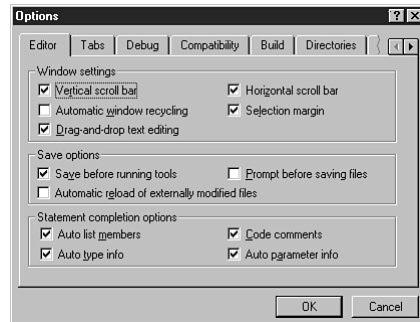 Options
Editor Tabs Debug Compatibility Build Directories
Window settings
Vertical scroll bar Horizontal scroll bar
Automatic window recycling Selection margin
Drag-and-drop text editing
Save options
Save before running tools Prompt before saving files
Automatic reload of externally modified files
Statement completion options
Auto list members Code comments
Auto type info Auto parameter info
OK Cancel